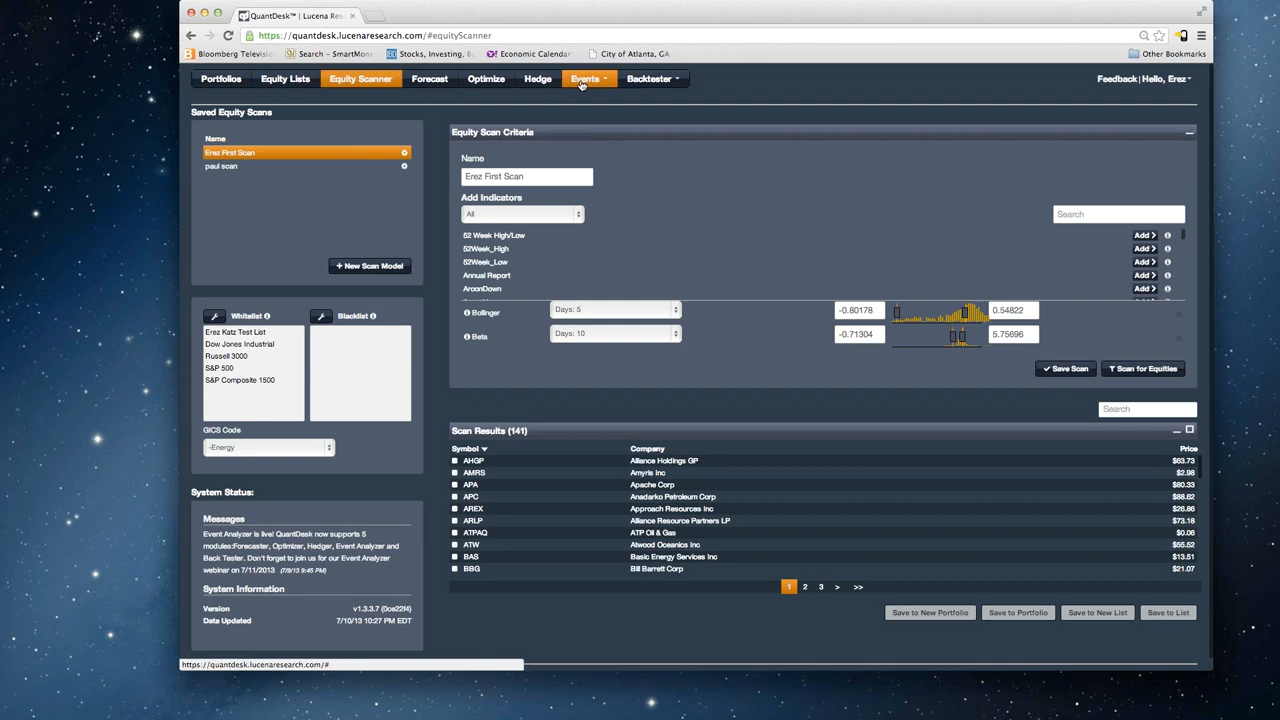 QuantDesk™ | Lucena Res
https://quantdesk.lucenaresearch.com/#equityScanner
Bloomberg Televisi
Search – SmartMone
Stocks, Investing, B
Economic Calenda
City of Atlanta, GA
Other Bookmarks
Portfolios
Equity Lists
Equity Scanner
Forecast
Optimize
Hedge
Events
Backtester
Feedback | Hello, Erez
Saved Equity Scans
Name
Erez First Scan
paul scan
+ New Scan Model
Whitelist
Blacklist
Erez Katz Test List
Dow Jones Industrial
Russell 3000
S&P 500
S&P Composite 1500
GICS Code
-Energy
System Status:
Messages
Event Analyzer is live! QuantDesk now supports 5
modules:Forecaster, Optimizer, Hedger, Event Analyzer and
Back Tester. Don't forget to join us for our Event Analyzer
webinar on 7/11/2013 (7/9/13 9:45 PM)
System Information
Version v1.3.3.7 (0ce22f4)
Data Updated 7/10/13 10:27 PM EDT
Equity Scan Criteria
Name
Erez First Scan
Add Indicators
All
Search
52 Week High/Low Add
52Week_High Add
52Week_Low Add
Annual Report Add
AroonDown Add
Bollinger Days: 5 -0.80178 0.54822
Beta Days: 10 -0.71304 5.75696
Save Scan
Scan for Equities
Search
Scan Results (141)
Symbol Company Price
AHGP Alliance Holdings GP $63.73
AMRS Amyris Inc $2.98
APA Apache Corp $80.33
APC Anadarko Petroleum Corp $88.62
AREX Approach Resources Inc $26.86
ARLP Alliance Resource Partners LP $73.18
ATPAQ ATP Oil & Gas $0.06
ATW Atwood Oceanics Inc $55.52
BAS Basic Energy Services Inc $13.51
BBG Bill Barrett Corp $21.07
1 2 3 > >>
Save to New Portfolio
Save to Portfolio
Save to New List
Save to List
https://quantdesk.lucenaresearch.com/#